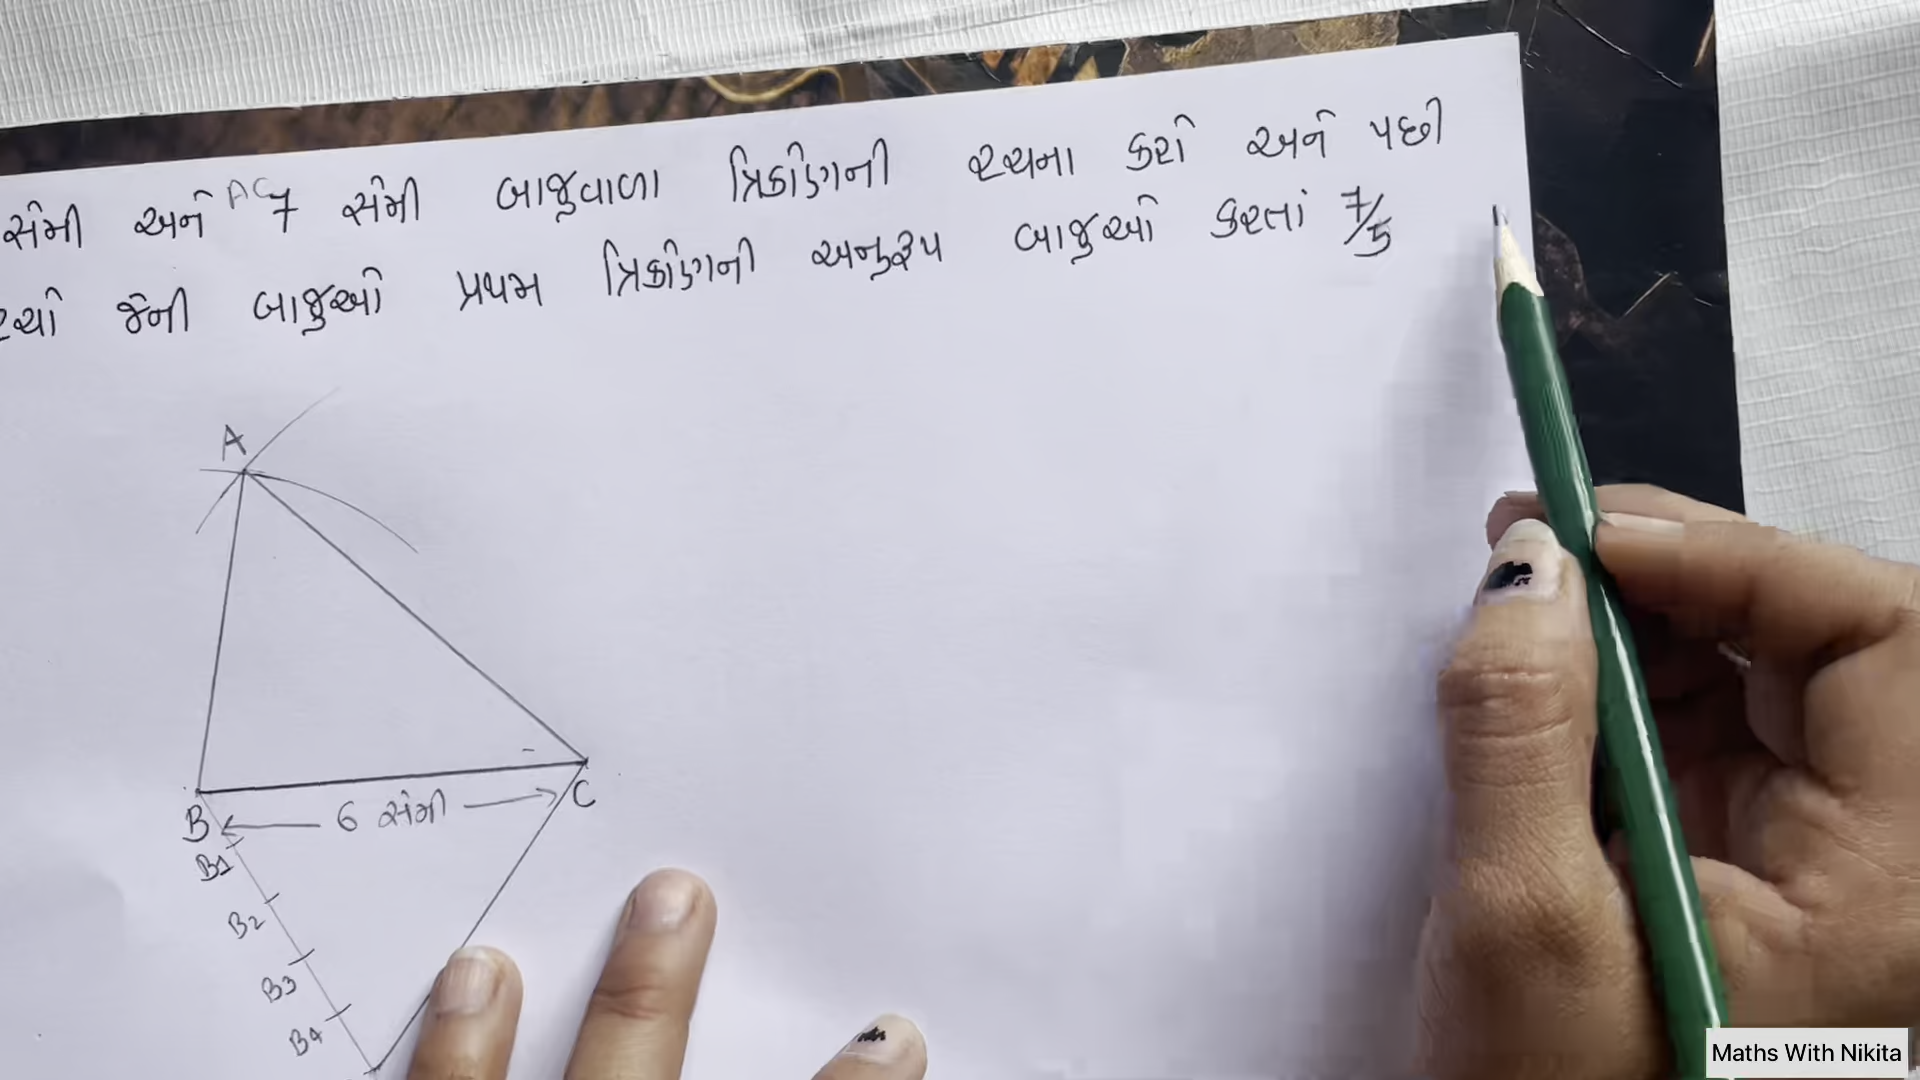 સેમી અને AC 7 સેમી બાજુવાળા ત્રિકોણની રચના કરો અને પછી
રચો જેની બાજુઓ પ્રથમ ત્રિકોણની અનુરૂપ બાજુઓ કરતાં 7/5
A
B 6 સેમી C
B1
B2
B3
B4
Maths With Nikita